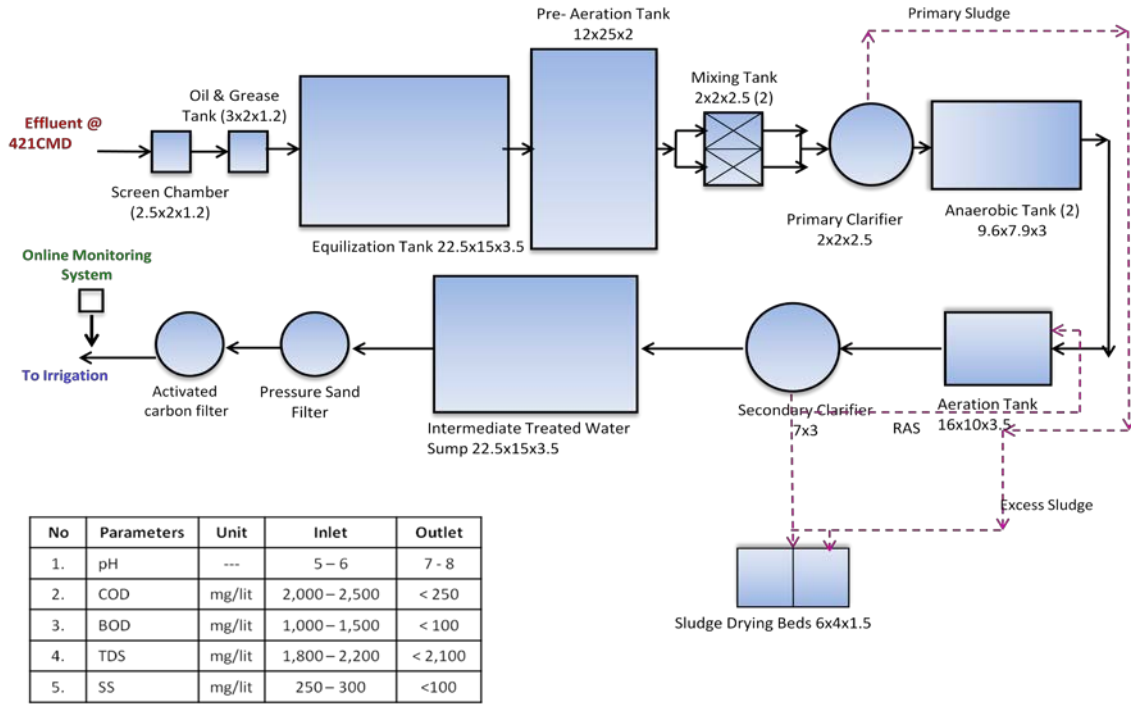 Pre- Aeration Tank
12x25x2
Primary Sludge
Oil & Grease
Tank (3x2x1.2)
Mixing Tank
2x2x2.5 (2)
Effluent @
421CMD
Screen Chamber
(2.5x2x1.2)
Equilization Tank 22.5x15x3.5
Primary Clarifier
2x2x2.5
Anaerobic Tank (2)
9.6x7.9x3
Online Monitoring
System
To Irrigation
Activated
carbon filter
Pressure Sand
Filter
Intermediate Treated Water
Sump 22.5x15x3.5
Secondary Clarifier
7x3
RAS
Aeration Tank
16x10x3.5
Excess Sludge
Sludge Drying Beds 6x4x1.5
No Parameters Unit Inlet Outlet
1. pH --- 5 – 6 7 - 8
2. COD mg/lit 2,000 – 2,500 < 250
3. BOD mg/lit 1,000 – 1,500 < 100
4. TDS mg/lit 1,800 – 2,200 < 2,100
5. SS mg/lit 250 – 300 <100